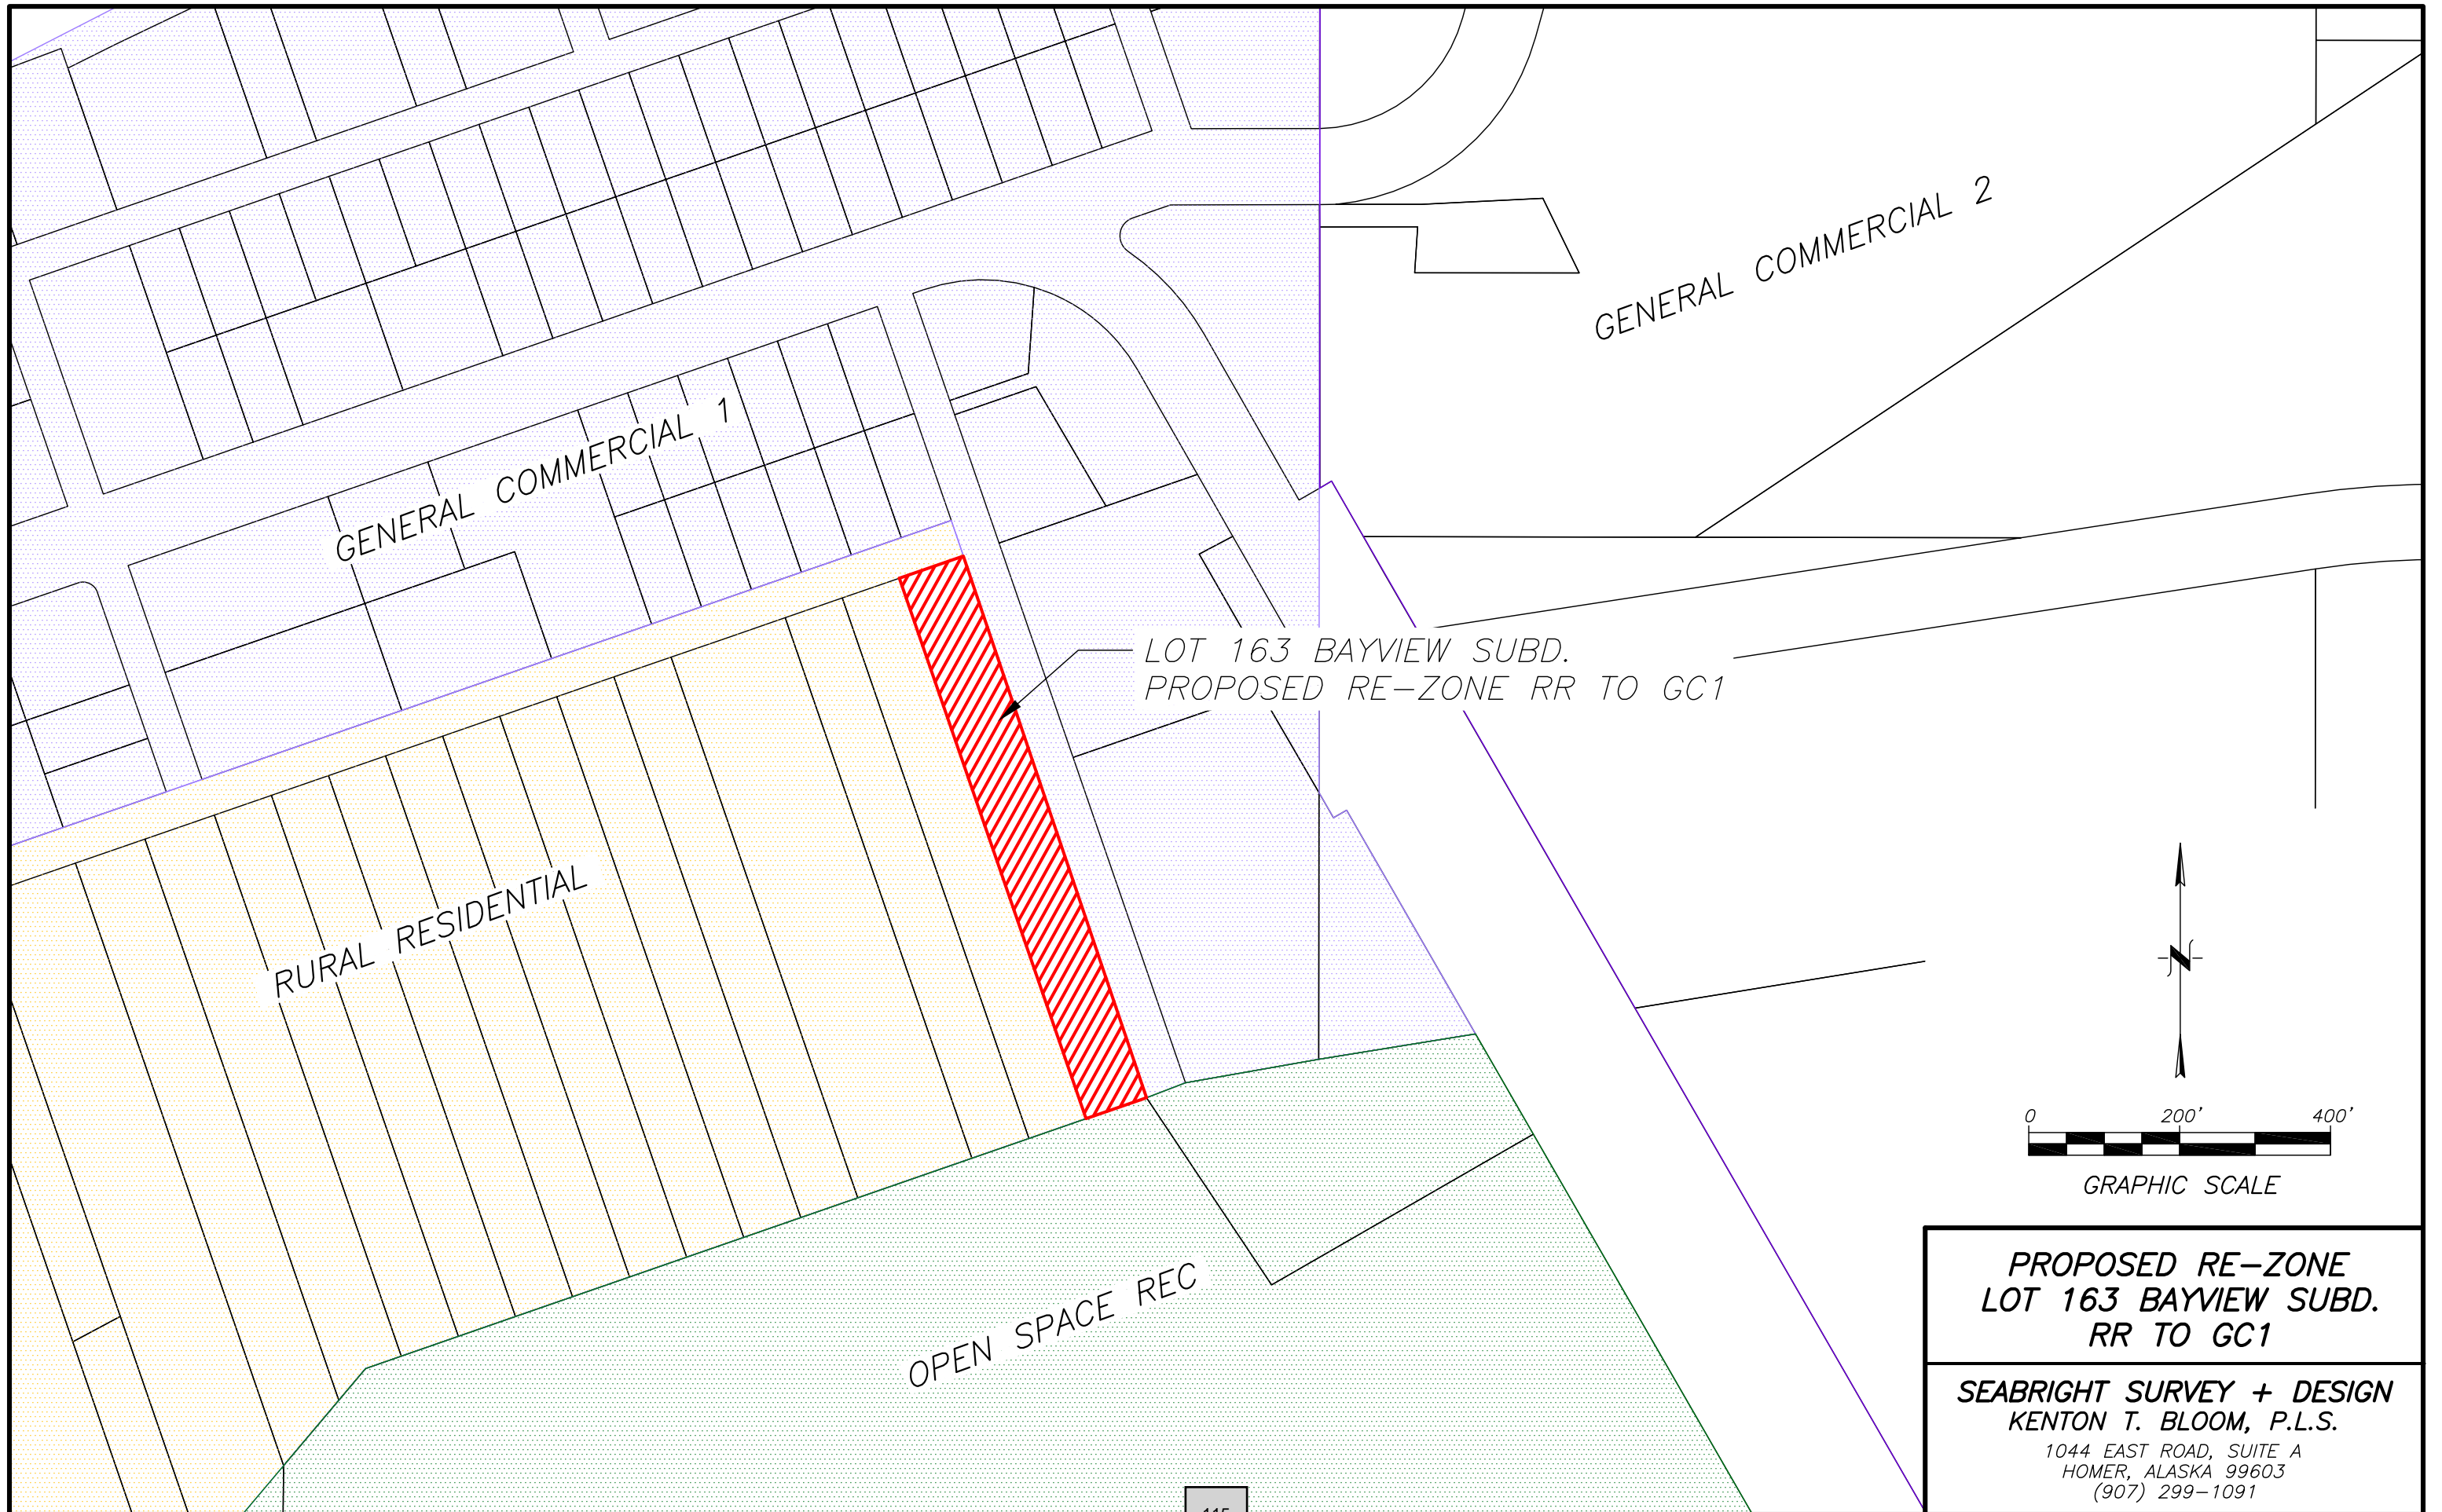 GENERAL COMMERCIAL 2
GENERAL COMMERCIAL 1
LOT 163 BAYVIEW SUBD.
PROPOSED RE-ZONE RR TO GC1
RURAL RESIDENTIAL
OPEN SPACE REC
N
0 200' 400'
GRAPHIC SCALE
PROPOSED RE-ZONE
LOT 163 BAYVIEW SUBD.
RR TO GC1
SEABRIGHT SURVEY + DESIGN
KENTON T. BLOOM, P.L.S.
1044 EAST ROAD, SUITE A
HOMER, ALASKA 99603
(907) 299-1091